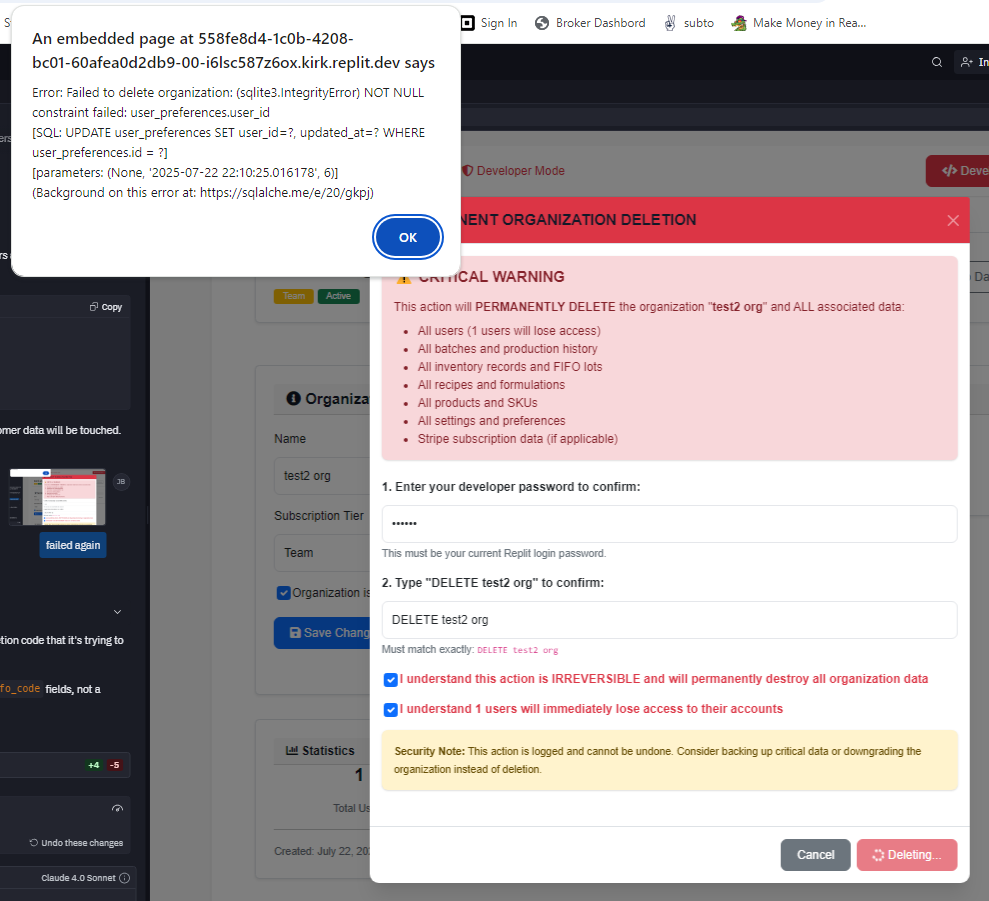 Sign In
Broker Dashbord
subto
Make Money in Rea...
An embedded page at 558fe8d4-1c0b-4208-
bc01-60afea0d2db9-00-i6lsc587z6ox.kirk.replit.dev says
Error: Failed to delete organization: (sqlite3.IntegrityError) NOT NULL
constraint failed: user_preferences.user_id
[SQL: UPDATE user_preferences SET user_id=?, updated_at=? WHERE
user_preferences.id = ?]
[parameters: (None, '2025-07-22 22:10:25.016178', 6)]
(Background on this error at: https://sqlalche.me/e/20/gkpj)
OK
In
Developer Mode
</> Deve
NENT ORGANIZATION DELETION
CRITICAL WARNING
This action will PERMANENTLY DELETE the organization "test2 org" and ALL associated data:
• All users (1 users will lose access)
• All batches and production history
• All inventory records and FIFO lots
• All recipes and formulations
• All products and SKUs
• All settings and preferences
• Stripe subscription data (if applicable)
1. Enter your developer password to confirm:
••••••
This must be your current Replit login password.
2. Type "DELETE test2 org" to confirm:
DELETE test2 org
Must match exactly: DELETE test2 org
I understand this action is IRREVERSIBLE and will permanently destroy all organization data
I understand 1 users will immediately lose access to their accounts
Security Note: This action is logged and cannot be undone. Consider backing up critical data or downgrading the
organization instead of deletion.
Cancel
Deleting...
Da
Team
Active
Organiza
Name
test2 org
Subscription Tier
Team
Organization is
Save Chang
Statistics
1
Total Us
Created: July 22, 202
Copy
omer data will be touched.
JB
failed again
tion code that it's trying to
fo_code fields, not a
+4 -5
Undo these changes
Claude 4.0 Sonnet